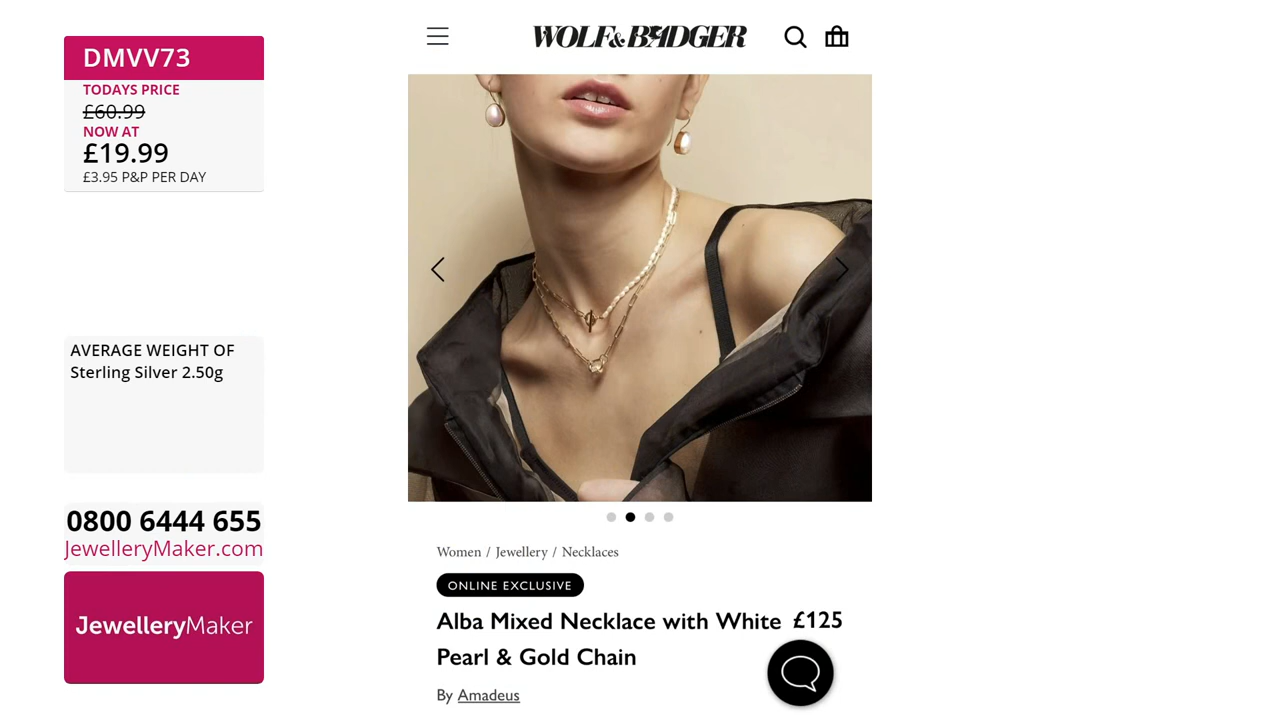 DMVV73
TODAYS PRICE
£60.99
NOW AT
£19.99
£3.95 P&P PER DAY
AVERAGE WEIGHT OF
Sterling Silver 2.50g
0800 6444 655
JewelleryMaker.com
JewelleryMaker
WOLF&BADGER
Women / Jewellery / Necklaces
ONLINE EXCLUSIVE
Alba Mixed Necklace with White £125
Pearl & Gold Chain
By Amadeus